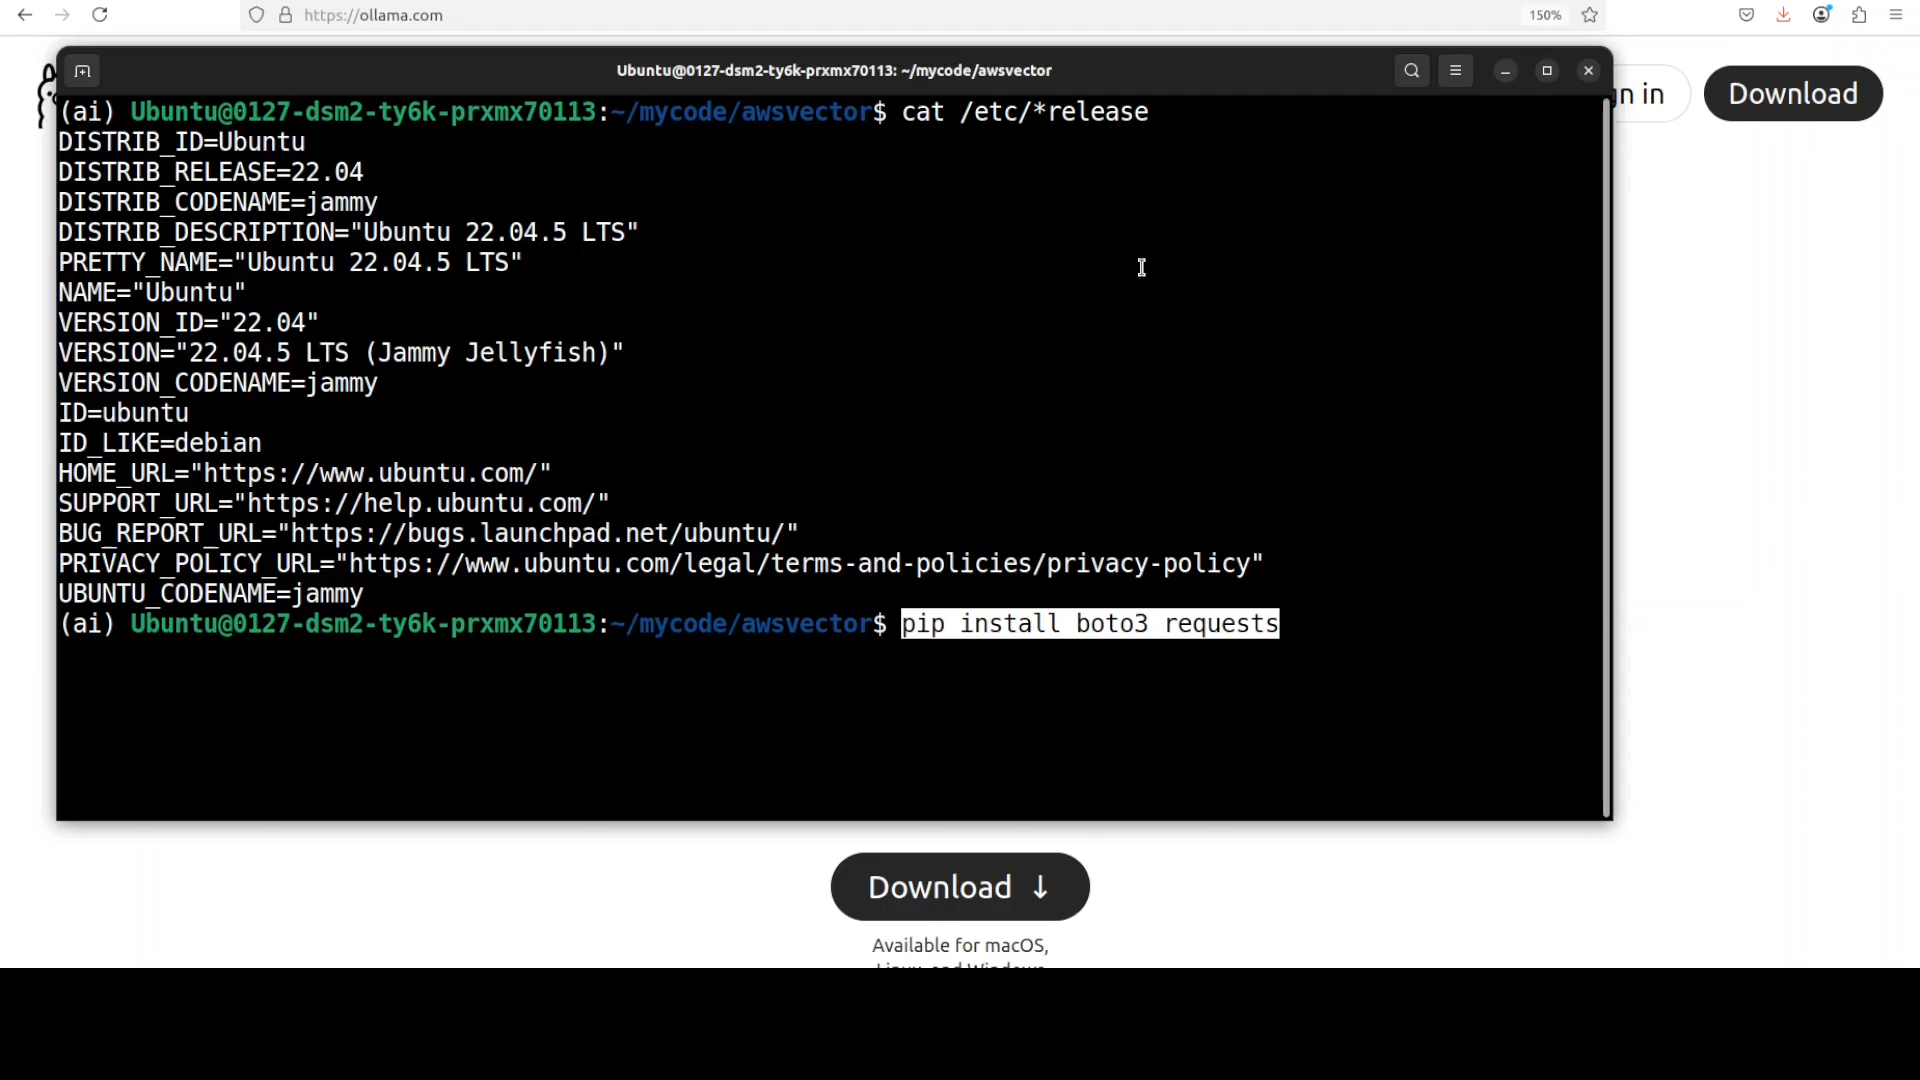 https://ollama.com
150%
Ubuntu@0127-dsm2-ty6k-prxmx70113: ~/mycode/awsvector
in
Download
(ai) Ubuntu@0127-dsm2-ty6k-prxmx70113:~/mycode/awsvector$ cat /etc/*release
DISTRIB_ID=Ubuntu
DISTRIB_RELEASE=22.04
DISTRIB_CODENAME=jammy
DISTRIB_DESCRIPTION="Ubuntu 22.04.5 LTS"
PRETTY_NAME="Ubuntu 22.04.5 LTS"
NAME="Ubuntu"
VERSION_ID="22.04"
VERSION="22.04.5 LTS (Jammy Jellyfish)"
VERSION_CODENAME=jammy
ID=ubuntu
ID_LIKE=debian
HOME_URL="https://www.ubuntu.com/"
SUPPORT_URL="https://help.ubuntu.com/"
BUG_REPORT_URL="https://bugs.launchpad.net/ubuntu/"
PRIVACY_POLICY_URL="https://www.ubuntu.com/legal/terms-and-policies/privacy-policy"
UBUNTU_CODENAME=jammy
(ai) Ubuntu@0127-dsm2-ty6k-prxmx70113:~/mycode/awsvector$ pip install boto3 requests
Download ↓
Available for macOS,
Linux, and Windows